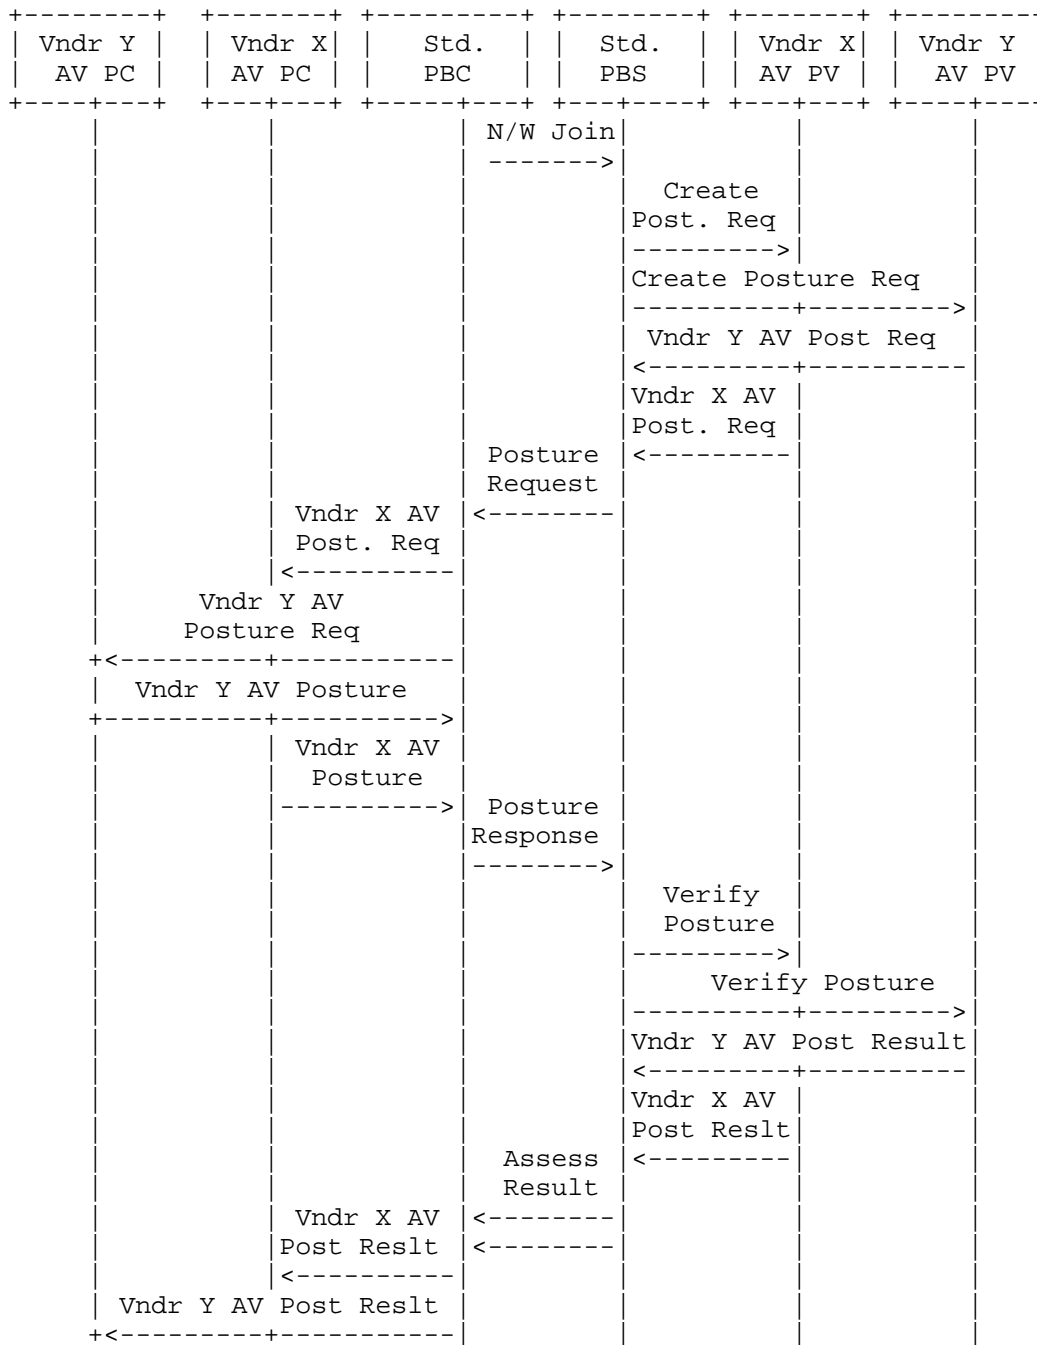 +--------+  +-------+ +---------+ +--------+ +-------+ +---------
| Vndr Y |  | Vndr X| |   Std.  | |  Std.  | | Vndr X| | Vndr Y
|  AV PC |  | AV PC | |   PBC   | |  PBS   | | AV PV | |  AV PV
+----+---+  +---+---+ +-----+---+ +---+----+ +---+---+ +----+----
     |          |           | N/W Join|          |          |
     |          |           | ------->|          |          |
     |          |           |         |  Create  |          |
     |          |           |         |Post. Req |          |
     |          |           |         |--------->|          |
     |          |           |         |Create Posture Req   |
     |          |           |         |----------+--------->|
     |          |           |         | Vndr Y AV Post Req  |
     |          |           |         |<---------+----------|
     |          |           |         |Vndr X AV |          |
     |          |           |         |Post. Req |          |
     |          |           | Posture |<---------|          |
     |          |           | Request |          |          |
     |          | Vndr X AV |<--------|          |          |
     |          | Post. Req |         |          |          |
     |          |<----------|         |          |          |
     |      Vndr Y AV       |         |          |          |
     |     Posture Req      |         |          |          |
     +<---------+-----------|         |          |          |
     |  Vndr Y AV Posture   |         |          |          |
     +----------+---------->|         |          |          |
     |          | Vndr X AV |         |          |          |
     |          |  Posture  |         |          |          |
     |          |---------->| Posture |          |          |
     |          |           |Response |          |          |
     |          |           |-------->|          |          |
     |          |           |         |  Verify  |          |
     |          |           |         |  Posture |          |
     |          |           |         |--------->|          |
     |          |           |         |     Verify Posture  |
     |          |           |         |----------+--------->|
     |          |           |         |Vndr Y AV Post Result|
     |          |           |         |<---------+----------|
     |          |           |         |Vndr X AV |          |
     |          |           |         |Post Reslt|          |
     |          |           |  Assess |<---------|          |
     |          |           |  Result |          |          |
     |          | Vndr X AV |<--------|          |          |
     |          |Post Reslt |<--------|          |          |
     |          |<----------|         |          |          |
     | Vndr Y AV Post Reslt |         |          |          |
     +<---------+-----------|         |          |          |